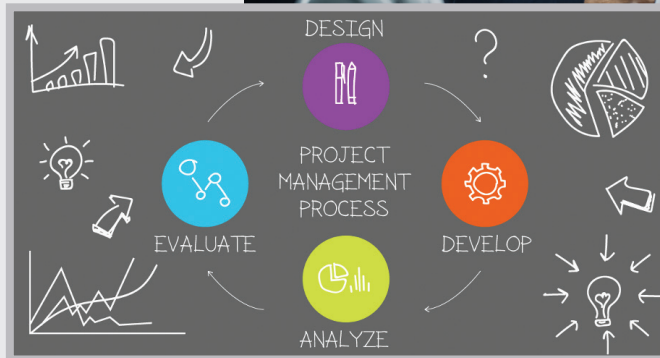 DESIGN
?
PROJECT
MANAGEMENT
PROCESS
EVALUATE
DEVELOP
ANALYZE